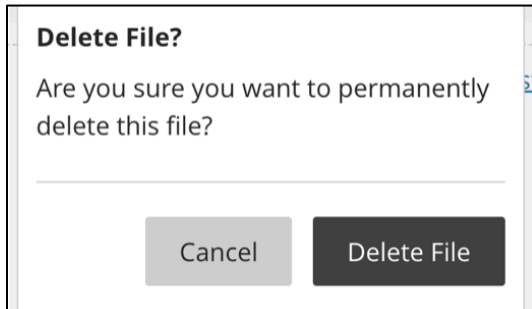 Delete File?
Are you sure you want to permanently
delete this file?
Cancel Delete File